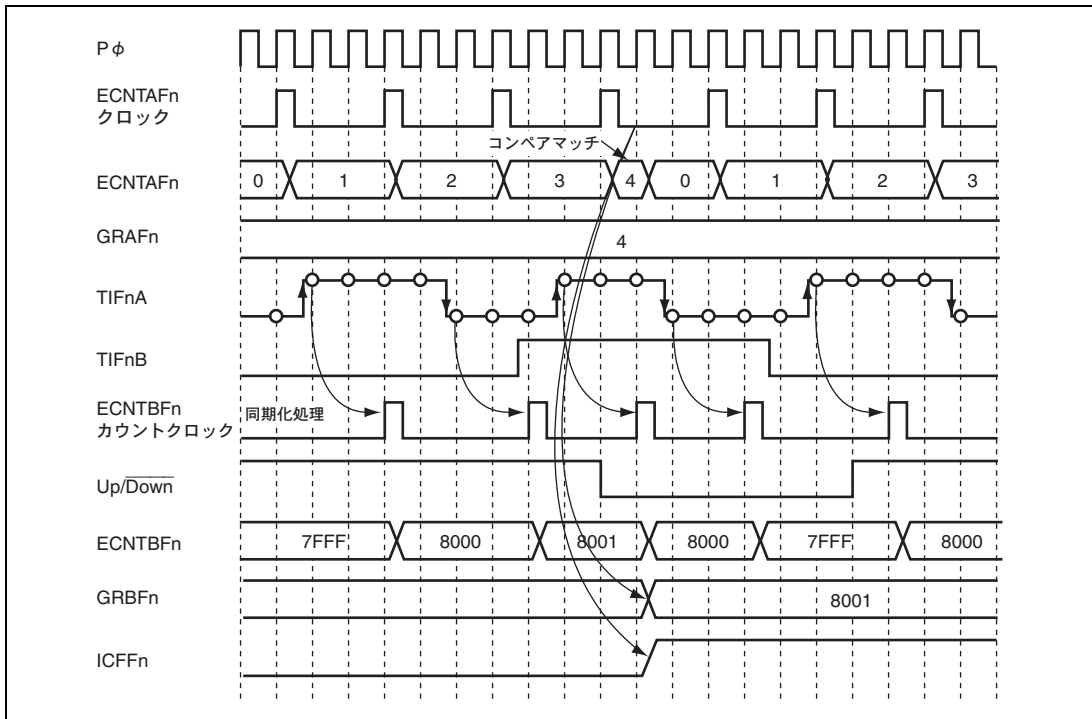 Pφ
ECNTAFn
クロック
コンペアマッチ
ECNTAFn
0 1 2 3 4 0 1 2 3
GRAFn
4
TIFnA
TIFnB
ECNTBFn
カウントクロック
同期化処理
Up/Down
ECNTBFn
7FFF 8000 8001 8000 7FFF 8000
GRBFn
8001
ICFFn